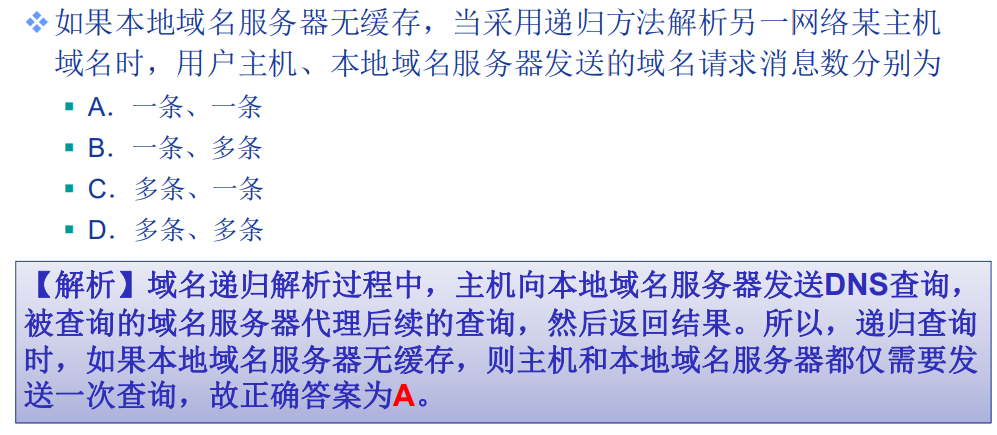 如果本地域名服务器无缓存，当采用递归方法解析另一网络某主机
域名时，用户主机、本地域名服务器发送的域名请求消息数分别为
A．一条、一条
B．一条、多条
C．多条、一条
D．多条、多条
【解析】域名递归解析过程中，主机向本地域名服务器发送DNS查询，
被查询的域名服务器代理后续的查询，然后返回结果。所以，递归查询
时，如果本地域名服务器无缓存，则主机和本地域名服务器都仅需要发
送一次查询，故正确答案为A。